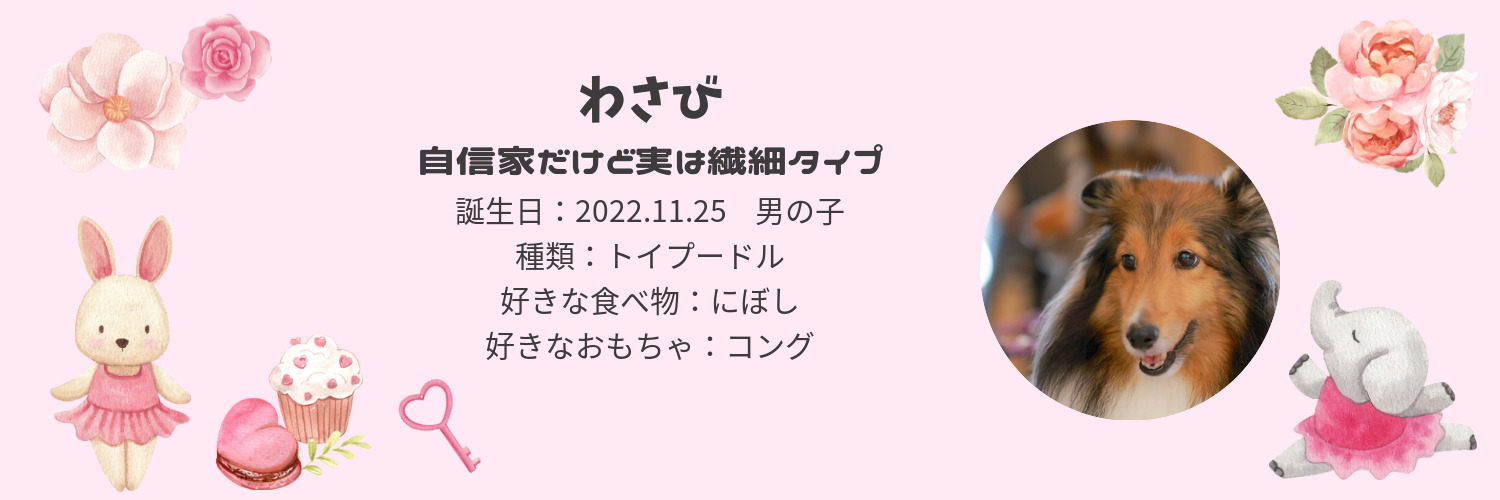 わさび
自信家だけど実は繊細タイプ
誕生日：2022.11.25　男の子
種類：トイプードル
好きな食べ物：にぼし
好きなおもちゃ：コング